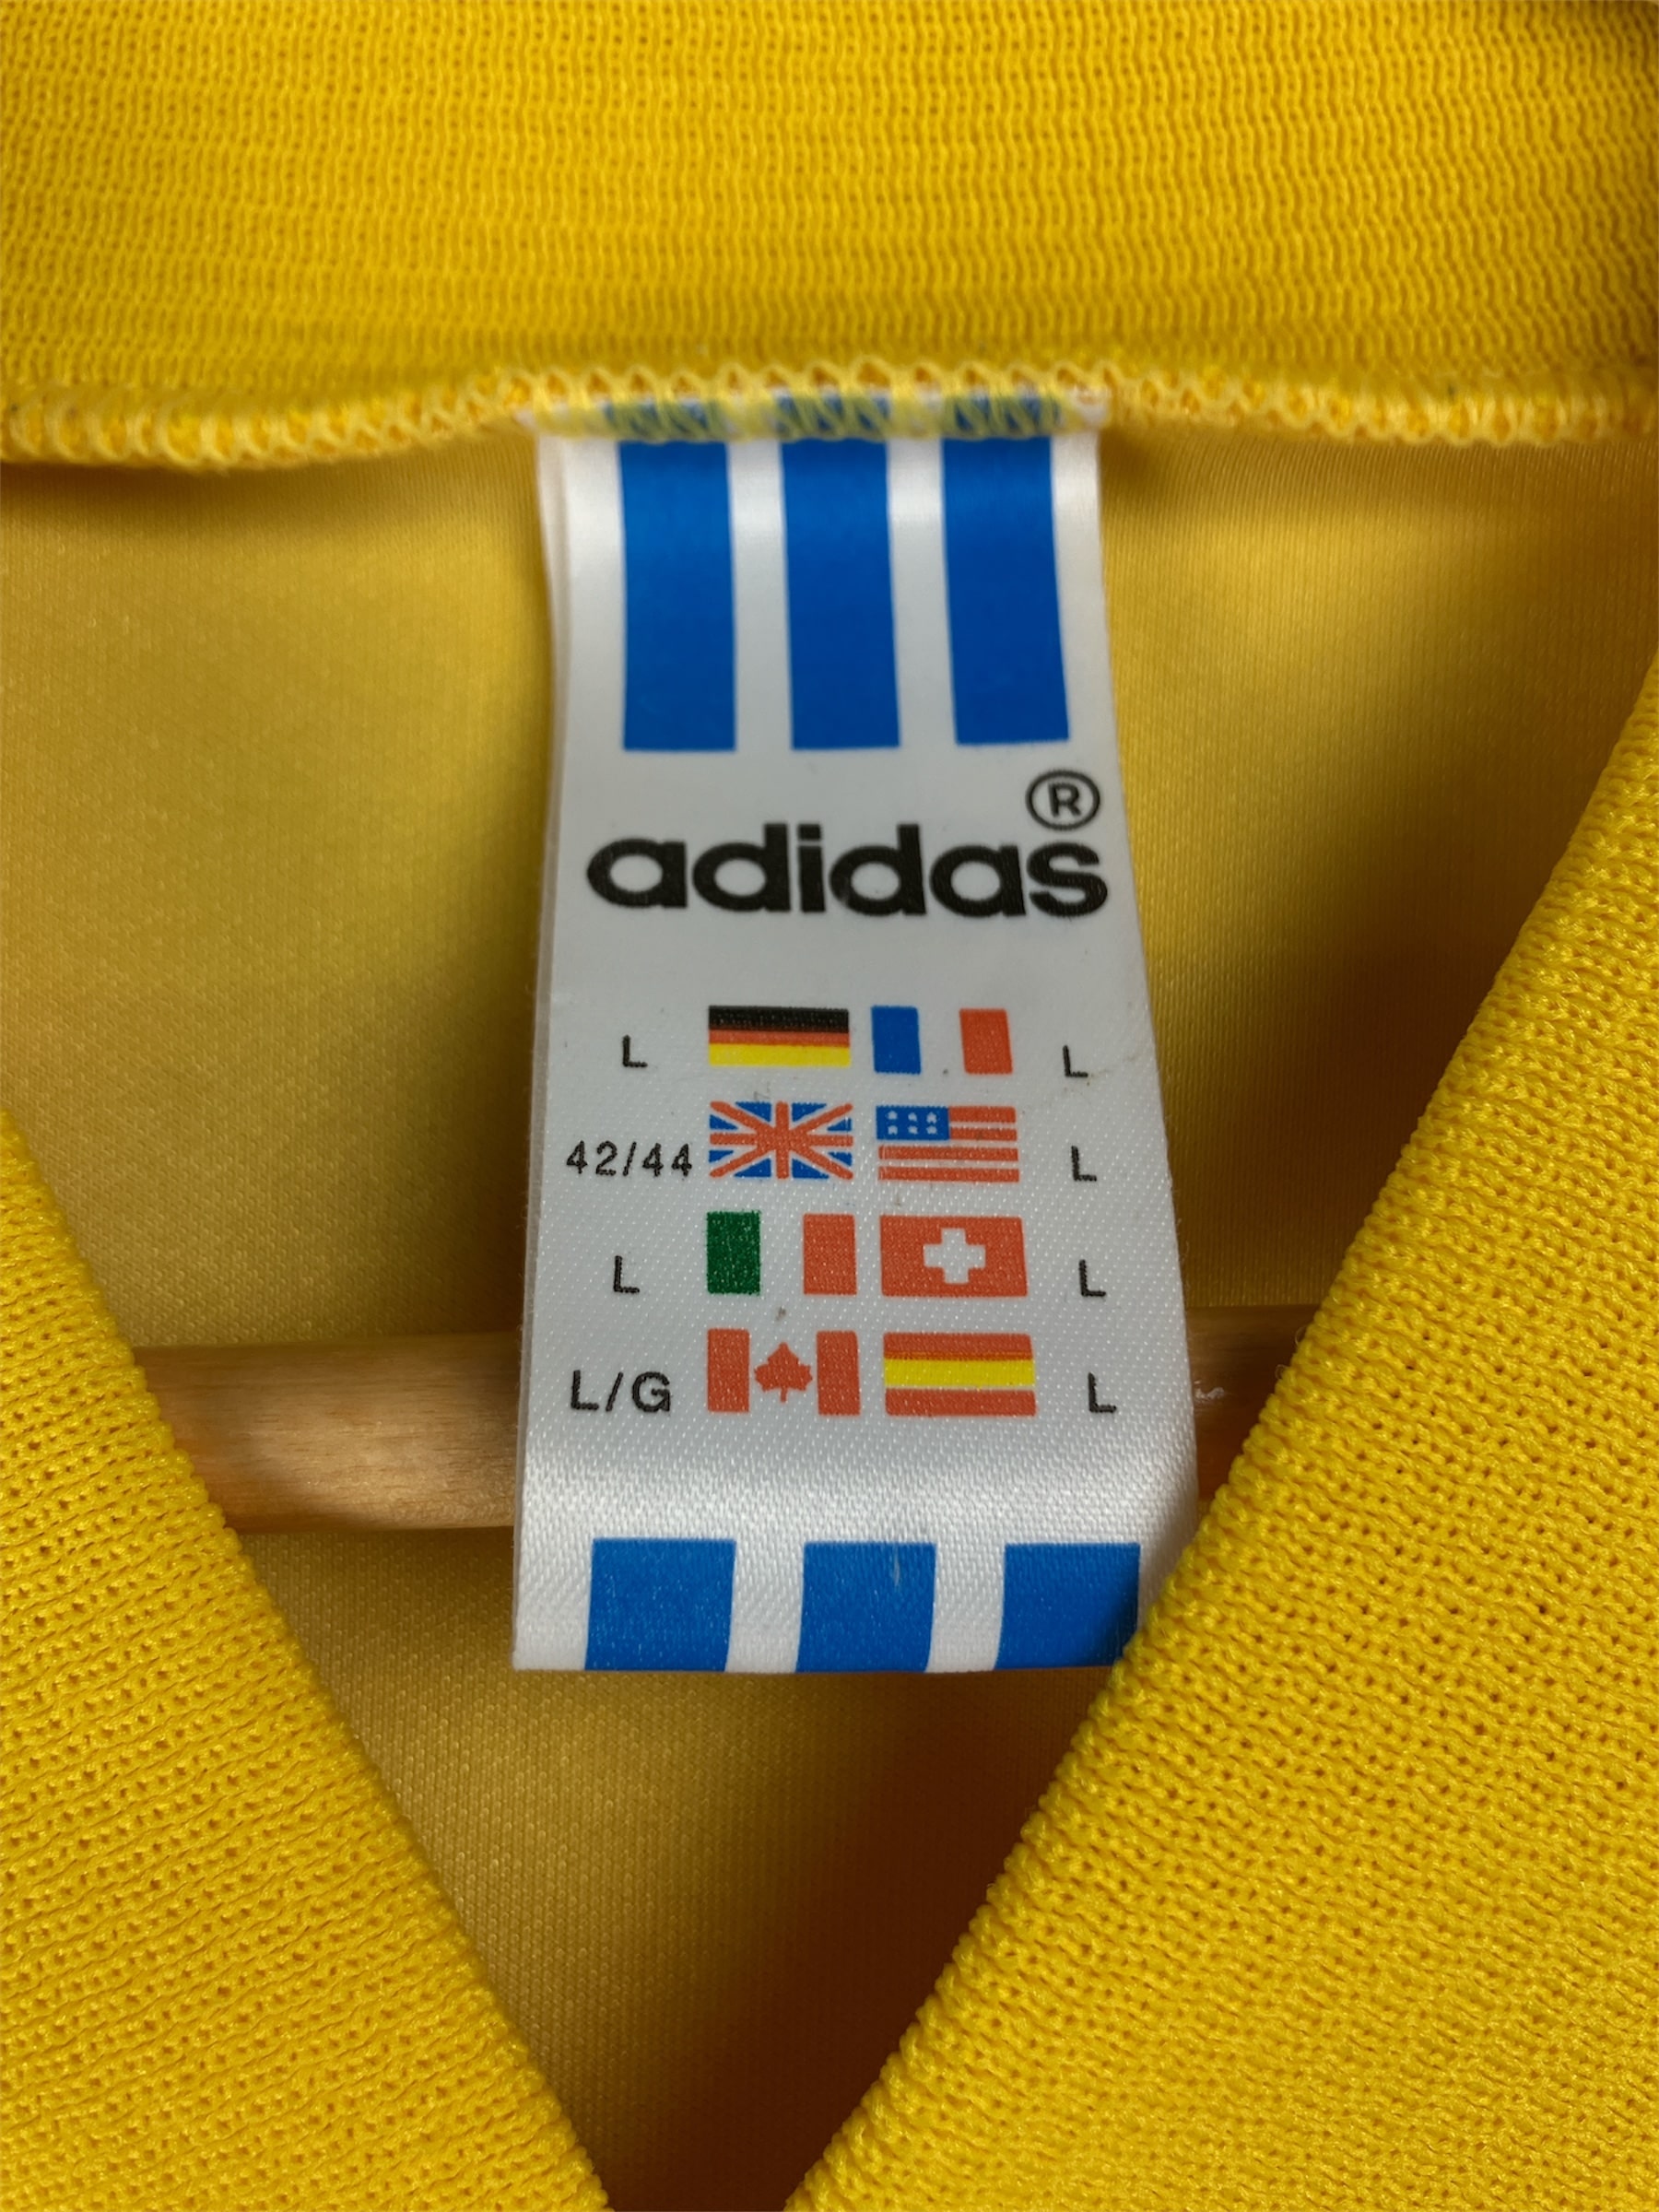 ®
adidas
L L
42/44 L
L L
L/G L